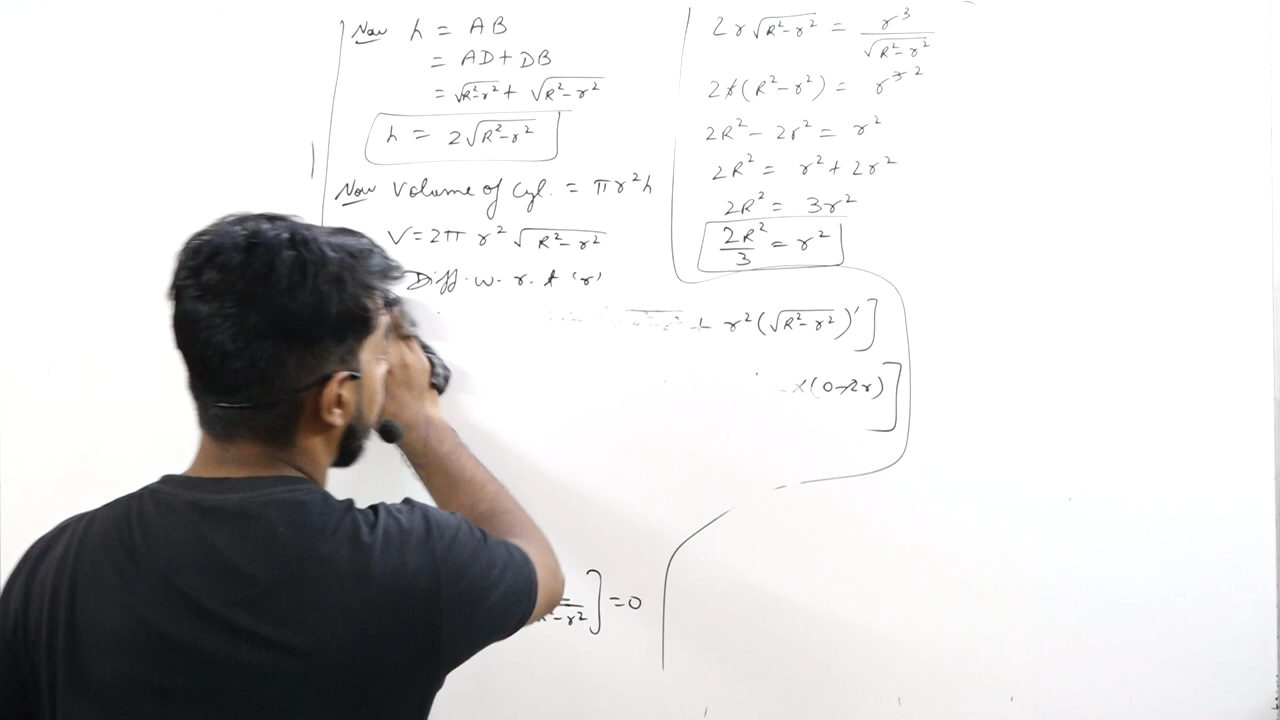 Now h = AB
= AD + DB
= √R²-r² + √R²-r²
h = 2√R²-r²
Now Volume of Cyl. = πr²h
V = 2π r² √R²-r²
Diff. w. r. t 'r'
+ r²(√R²-r²)']
×(0-2r)]
-r²] = 0
2r√R²-r² = r³/√R²-r²
2r(R²-r²) = r³ ²
2R² - 2r² = r²
2R² = r² + 2r²
2R² = 3r²
2R²/3 = r²